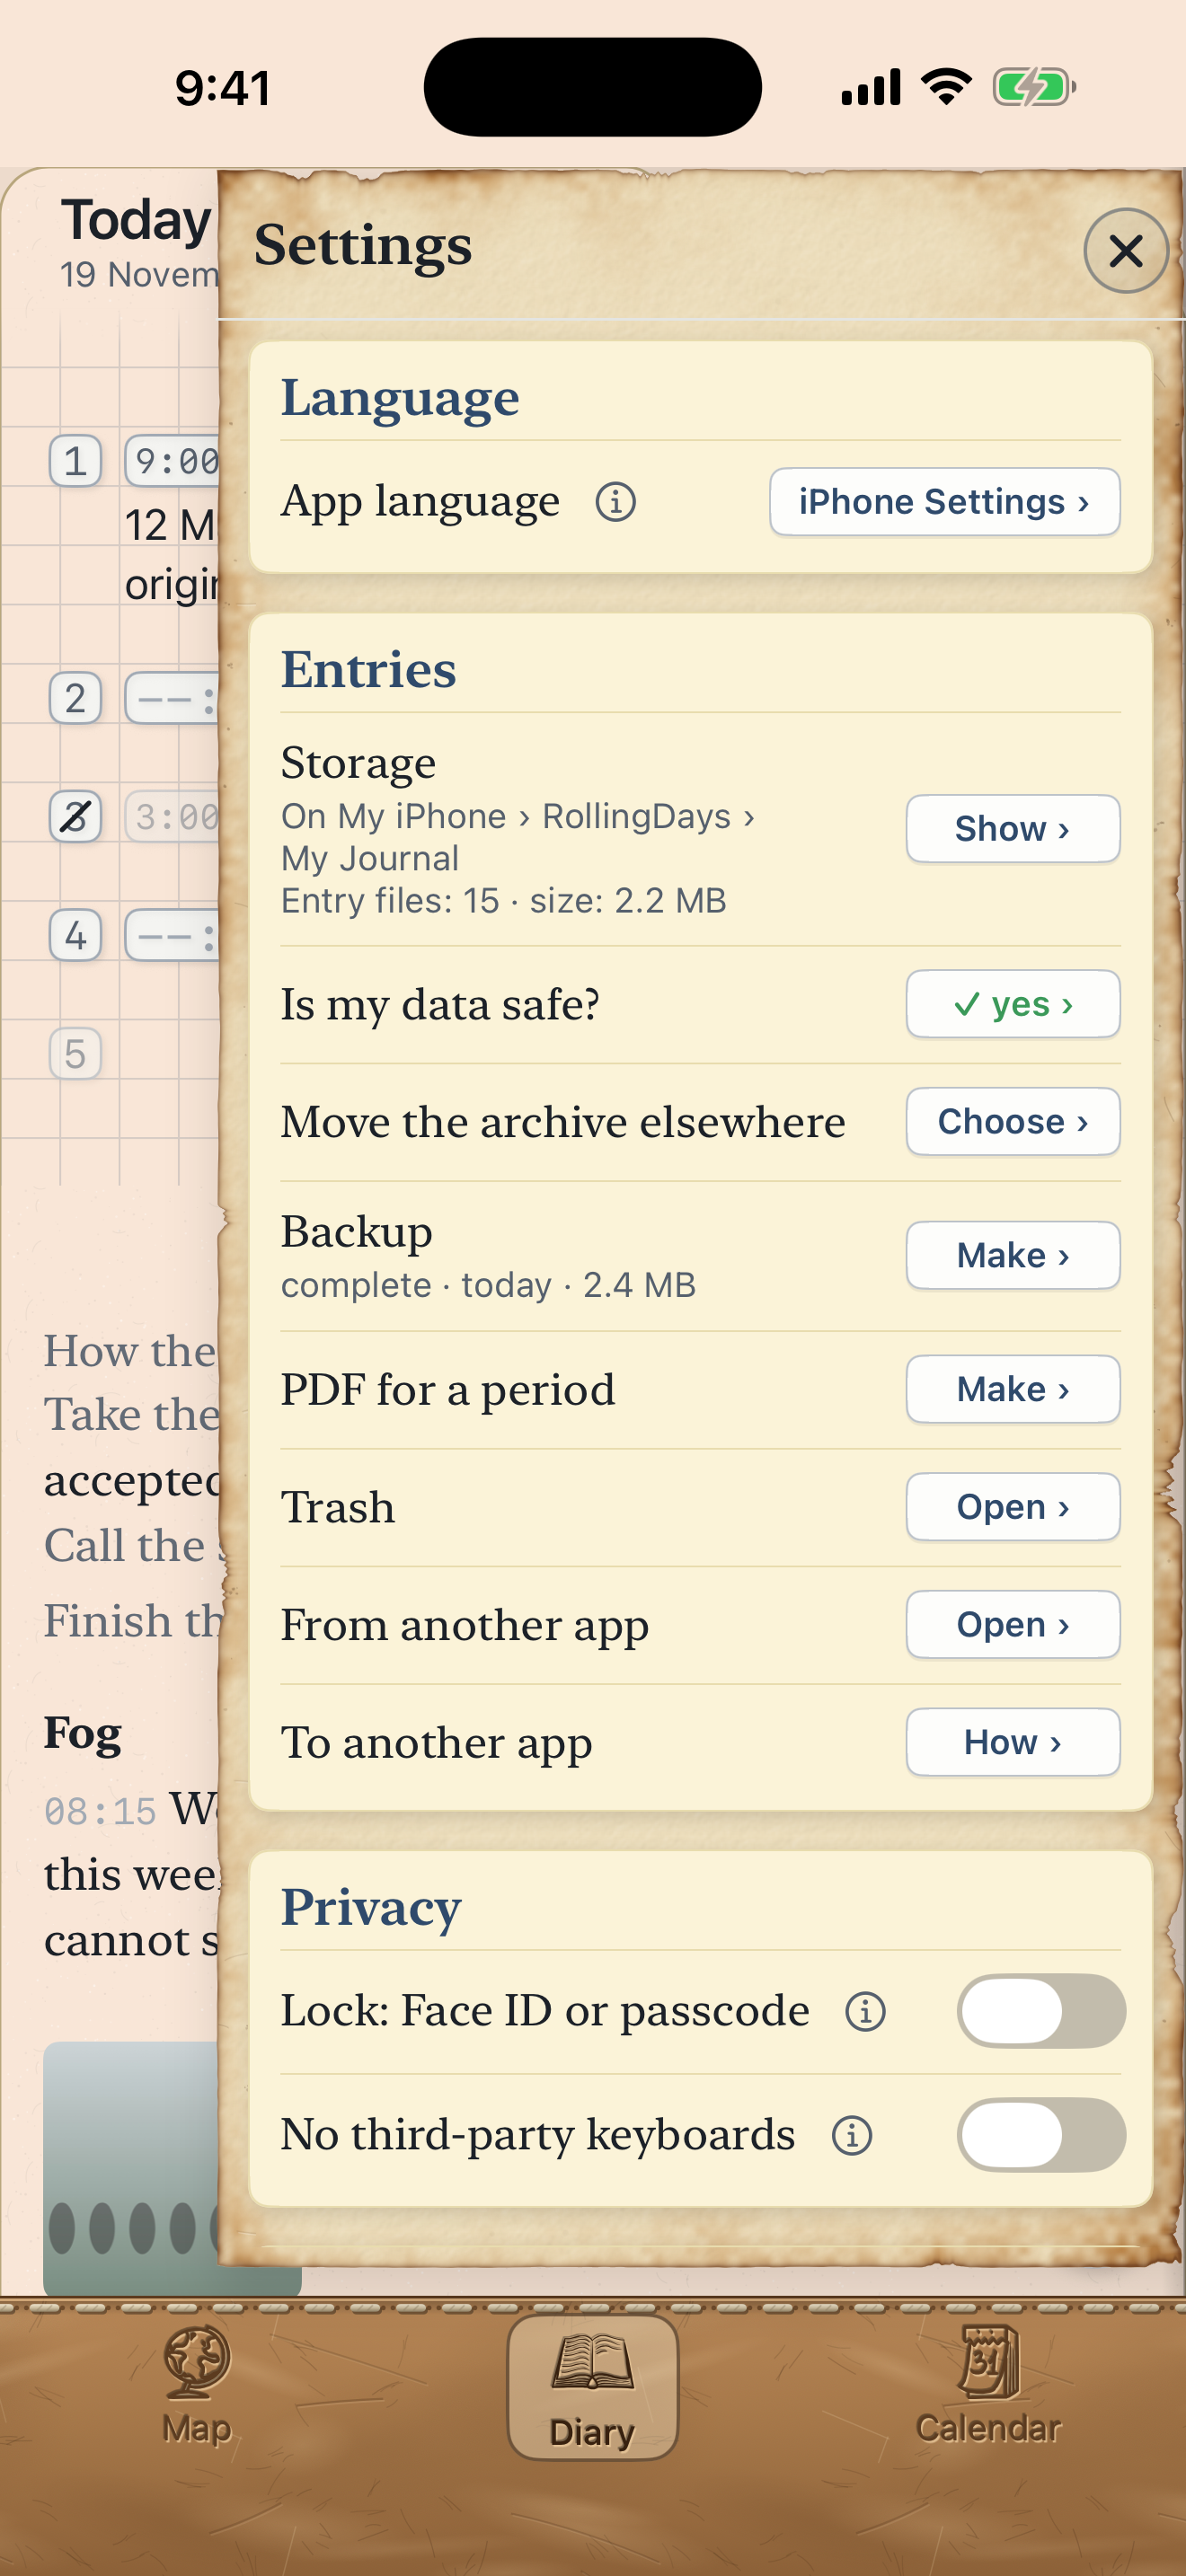 9:41
Today
19 Novem
Settings
Language
App language
iPhone Settings ›
1
9:00
12 M
origin
Entries
Storage
On My iPhone › RollingDays ›
My Journal
Entry files: 15 · size: 2.2 MB
Show ›
2
--:
3
3:00
4
--:
5
Is my data safe?
✓ yes ›
Move the archive elsewhere
Choose ›
Backup
complete · today · 2.4 MB
Make ›
PDF for a period
Make ›
Trash
Open ›
From another app
Open ›
To another app
How ›
How the
Take the
accepted
Call the
Finish th
Fog
08:15 We
this wee
cannot s
Privacy
Lock: Face ID or passcode
No third-party keyboards
Map
Diary
31
Calendar